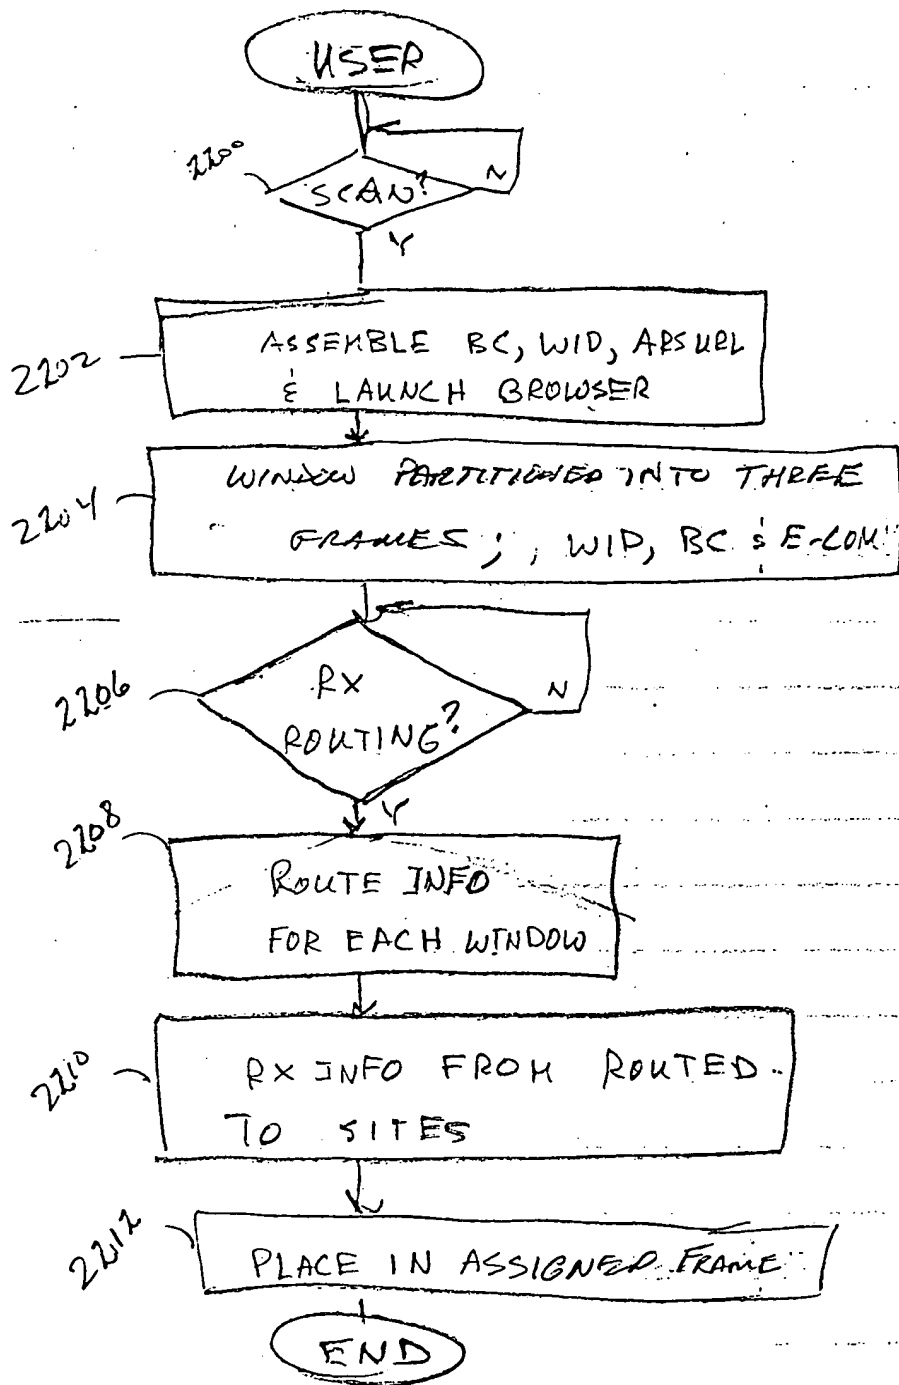 USER
2200
SCAN?
N
Y
2202
ASSEMBLE BC, WID, ARSURL
& LAUNCH BROWSER
2204
WINDOW PARTITIONED INTO THREE
FRAMES; , WID, BC & E-COM"
2206
RX
ROUTING?
N
Y
2208
ROUTE INFO
FOR EACH WINDOW
2210
RX INFO FROM ROUTED
TO SITES
2212
PLACE IN ASSIGNED FRAME
END